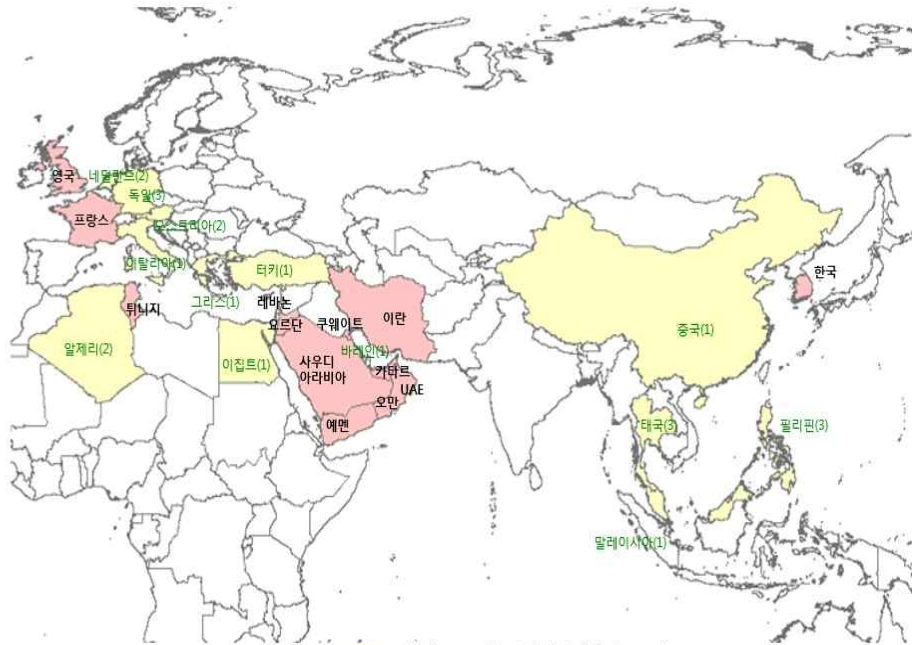 영국
네덜란드(2)
독일(3)
프랑스
오스트리아(2)
이탈리아(1)
터키(1)
그리스(1)
레바논
튀니지
요르단
쿠웨이트
이란
한국
알제리(2)
이집트(1)
바레인(1)
중국(1)
사우디
아라비아
카타르
UAE
오만
예멘
태국(3)
필리핀(3)
말레이시아(1)